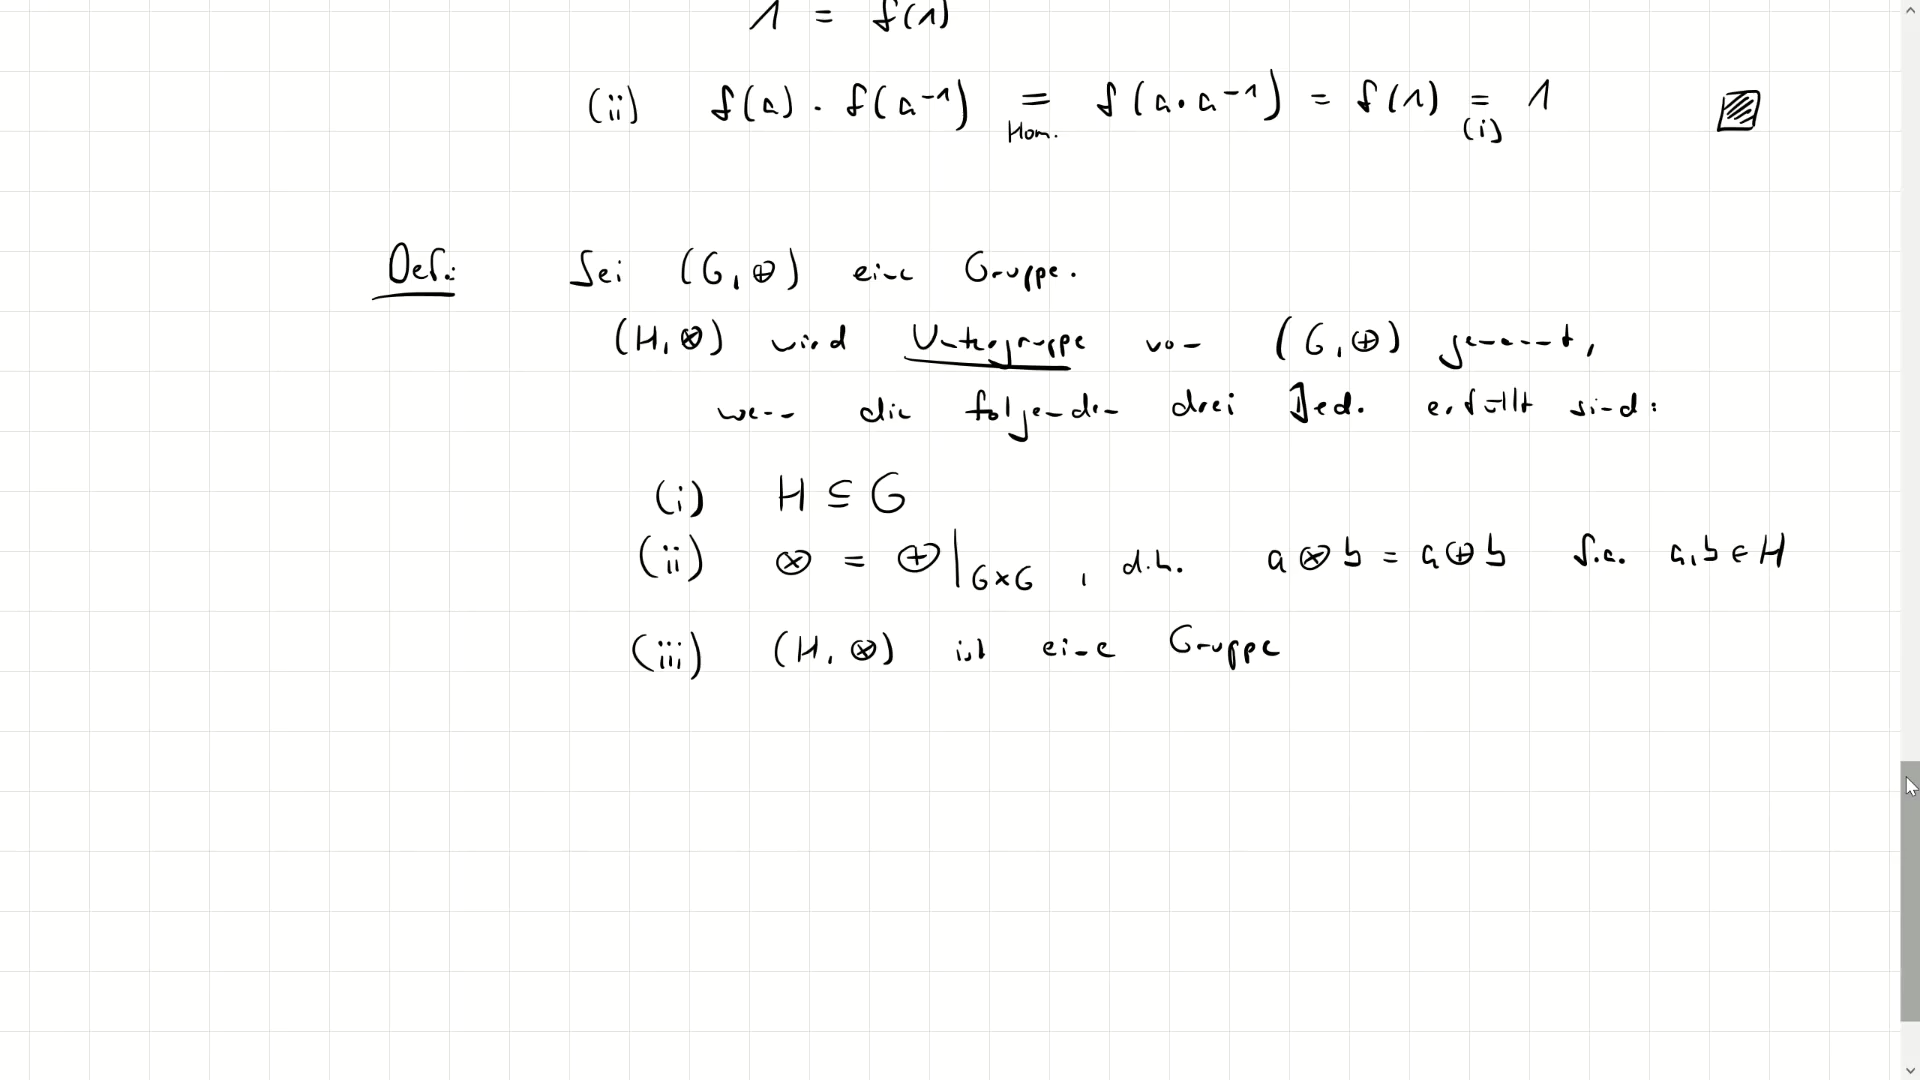 1 = f(1)
(ii) f(a) · f(a⁻¹) = f(a · a⁻¹) = f(1) = 1
Hom. (i)
Def.: Sei (G, ⊕) eine Gruppe.
(H, ⊗) wird Untergruppe von (G, ⊕) genannt,
wenn die folgenden drei Bed. erfüllt sind:
(i) H ⊆ G
(ii) ⊗ = ⊕|G×G , d.h. a ⊗ b = a ⊕ b f.a. a, b ∈ H
(iii) (H, ⊗) ist eine Gruppe